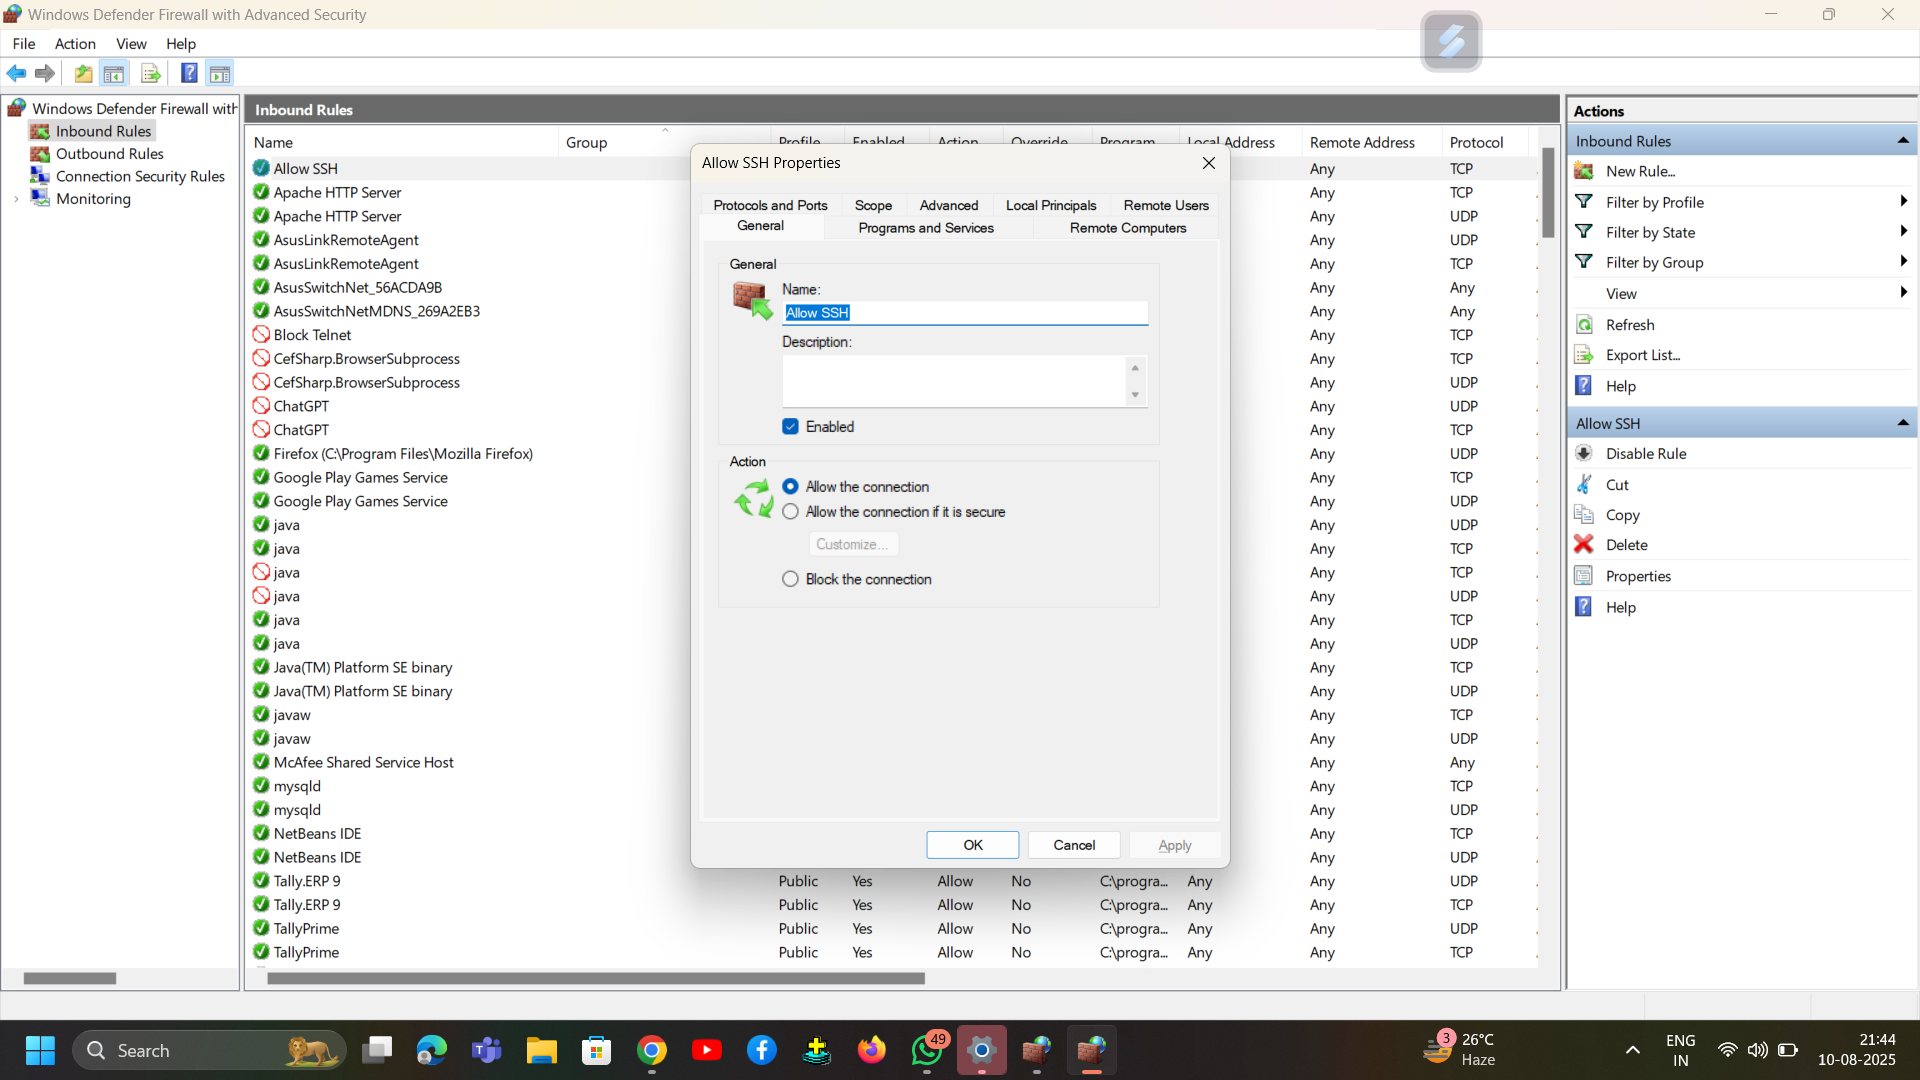 Windows Defender Firewall with Advanced Security
File Action View Help
Windows Defender Firewall with
Inbound Rules
Outbound Rules
Connection Security Rules
Monitoring
Inbound Rules
Name Group Profile Enabled Action Override Program Local Address Remote Address Protocol
Allow SSH Any TCP
Apache HTTP Server Any TCP
Apache HTTP Server Any UDP
AsusLinkRemoteAgent Any UDP
AsusLinkRemoteAgent Any TCP
AsusSwitchNet_56ACDA9B Any Any
AsusSwitchNetMDNS_269A2EB3 Any Any
Block Telnet Any TCP
CefSharp.BrowserSubprocess Any TCP
CefSharp.BrowserSubprocess Any UDP
ChatGPT Any UDP
ChatGPT Any TCP
Firefox (C:\Program Files\Mozilla Firefox) Any UDP
Google Play Games Service Any TCP
Google Play Games Service Any UDP
java Any UDP
java Any TCP
java Any TCP
java Any UDP
java Any TCP
java Any UDP
Java(TM) Platform SE binary Any TCP
Java(TM) Platform SE binary Any UDP
javaw Any TCP
javaw Any UDP
McAfee Shared Service Host Any Any
mysqld Any TCP
mysqld Any UDP
NetBeans IDE Any TCP
NetBeans IDE Any UDP
Tally.ERP 9 Public Yes Allow No C:\progra... Any Any UDP
Tally.ERP 9 Public Yes Allow No C:\progra... Any Any TCP
TallyPrime Public Yes Allow No C:\progra... Any Any UDP
TallyPrime Public Yes Allow No C:\progra... Any Any TCP
Allow SSH Properties
Protocols and Ports Scope Advanced Local Principals Remote Users
General Programs and Services Remote Computers
General
Name:
Allow SSH
Description:
Enabled
Action
Allow the connection
Allow the connection if it is secure
Customize...
Block the connection
OK Cancel Apply
Actions
Inbound Rules
New Rule...
Filter by Profile
Filter by State
Filter by Group
View
Refresh
Export List...
Help
Allow SSH
Disable Rule
Cut
Copy
Delete
Properties
Help
Search
49
3
26°C
Haze
ENG
IN
21:44
10-08-2025